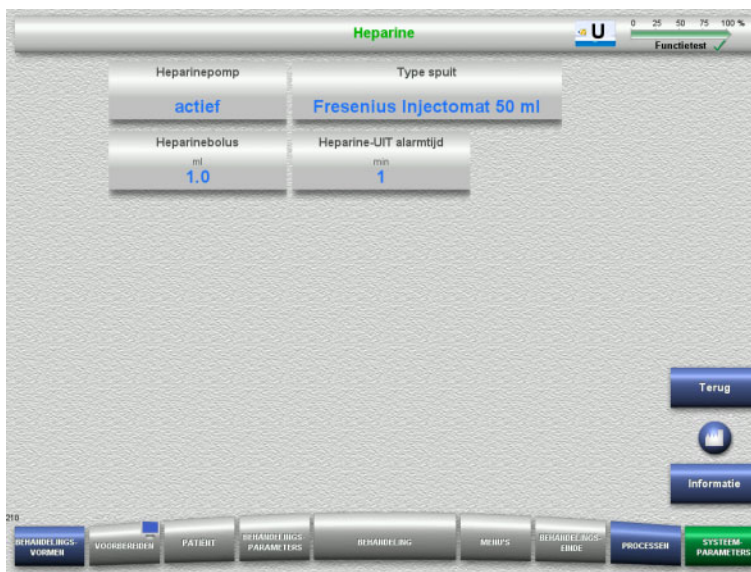 Heparine
U
0 25 50 75 100 %
Functietest
Heparinepomp
actief
Type spuit
Fresenius Injectomat 50 ml
Heparinebolus
ml
1.0
Heparine-UIT alarmtijd
min
1
Terug
Informatie
210
BEHANDELINGS-
VORMEN
VOORBEREIDEN
PATIËNT
BEHANDELINGS
PARAMETERS
BEHANDELING
MENU'S
BEHANDELINGS-
EINDE
PROCESSEN
SYSTEEM-
PARAMETERS